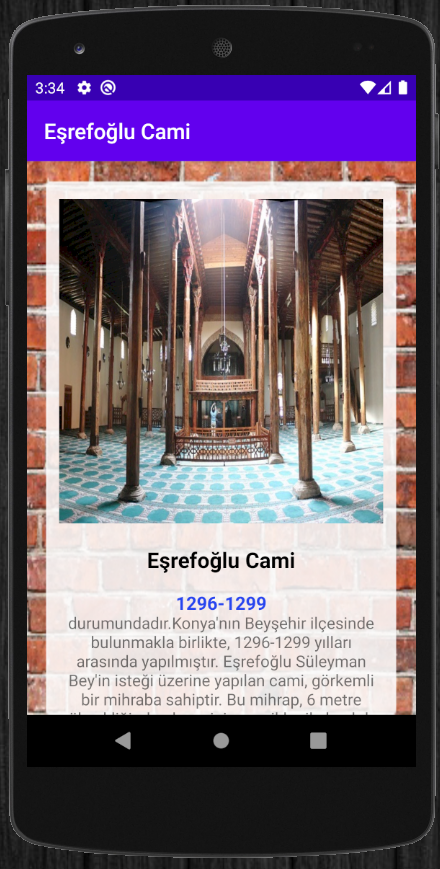 3:34
Eşrefoğlu Cami
Eşrefoğlu Cami
1296-1299
durumundadır.Konya'nın Beyşehir ilçesinde
bulunmakla birlikte, 1296-1299 yılları
arasında yapılmıştır. Eşrefoğlu Süleyman
Bey'in isteği üzerine yapılan cami, görkemli
bir mihraba sahiptir. Bu mihrap, 6 metre